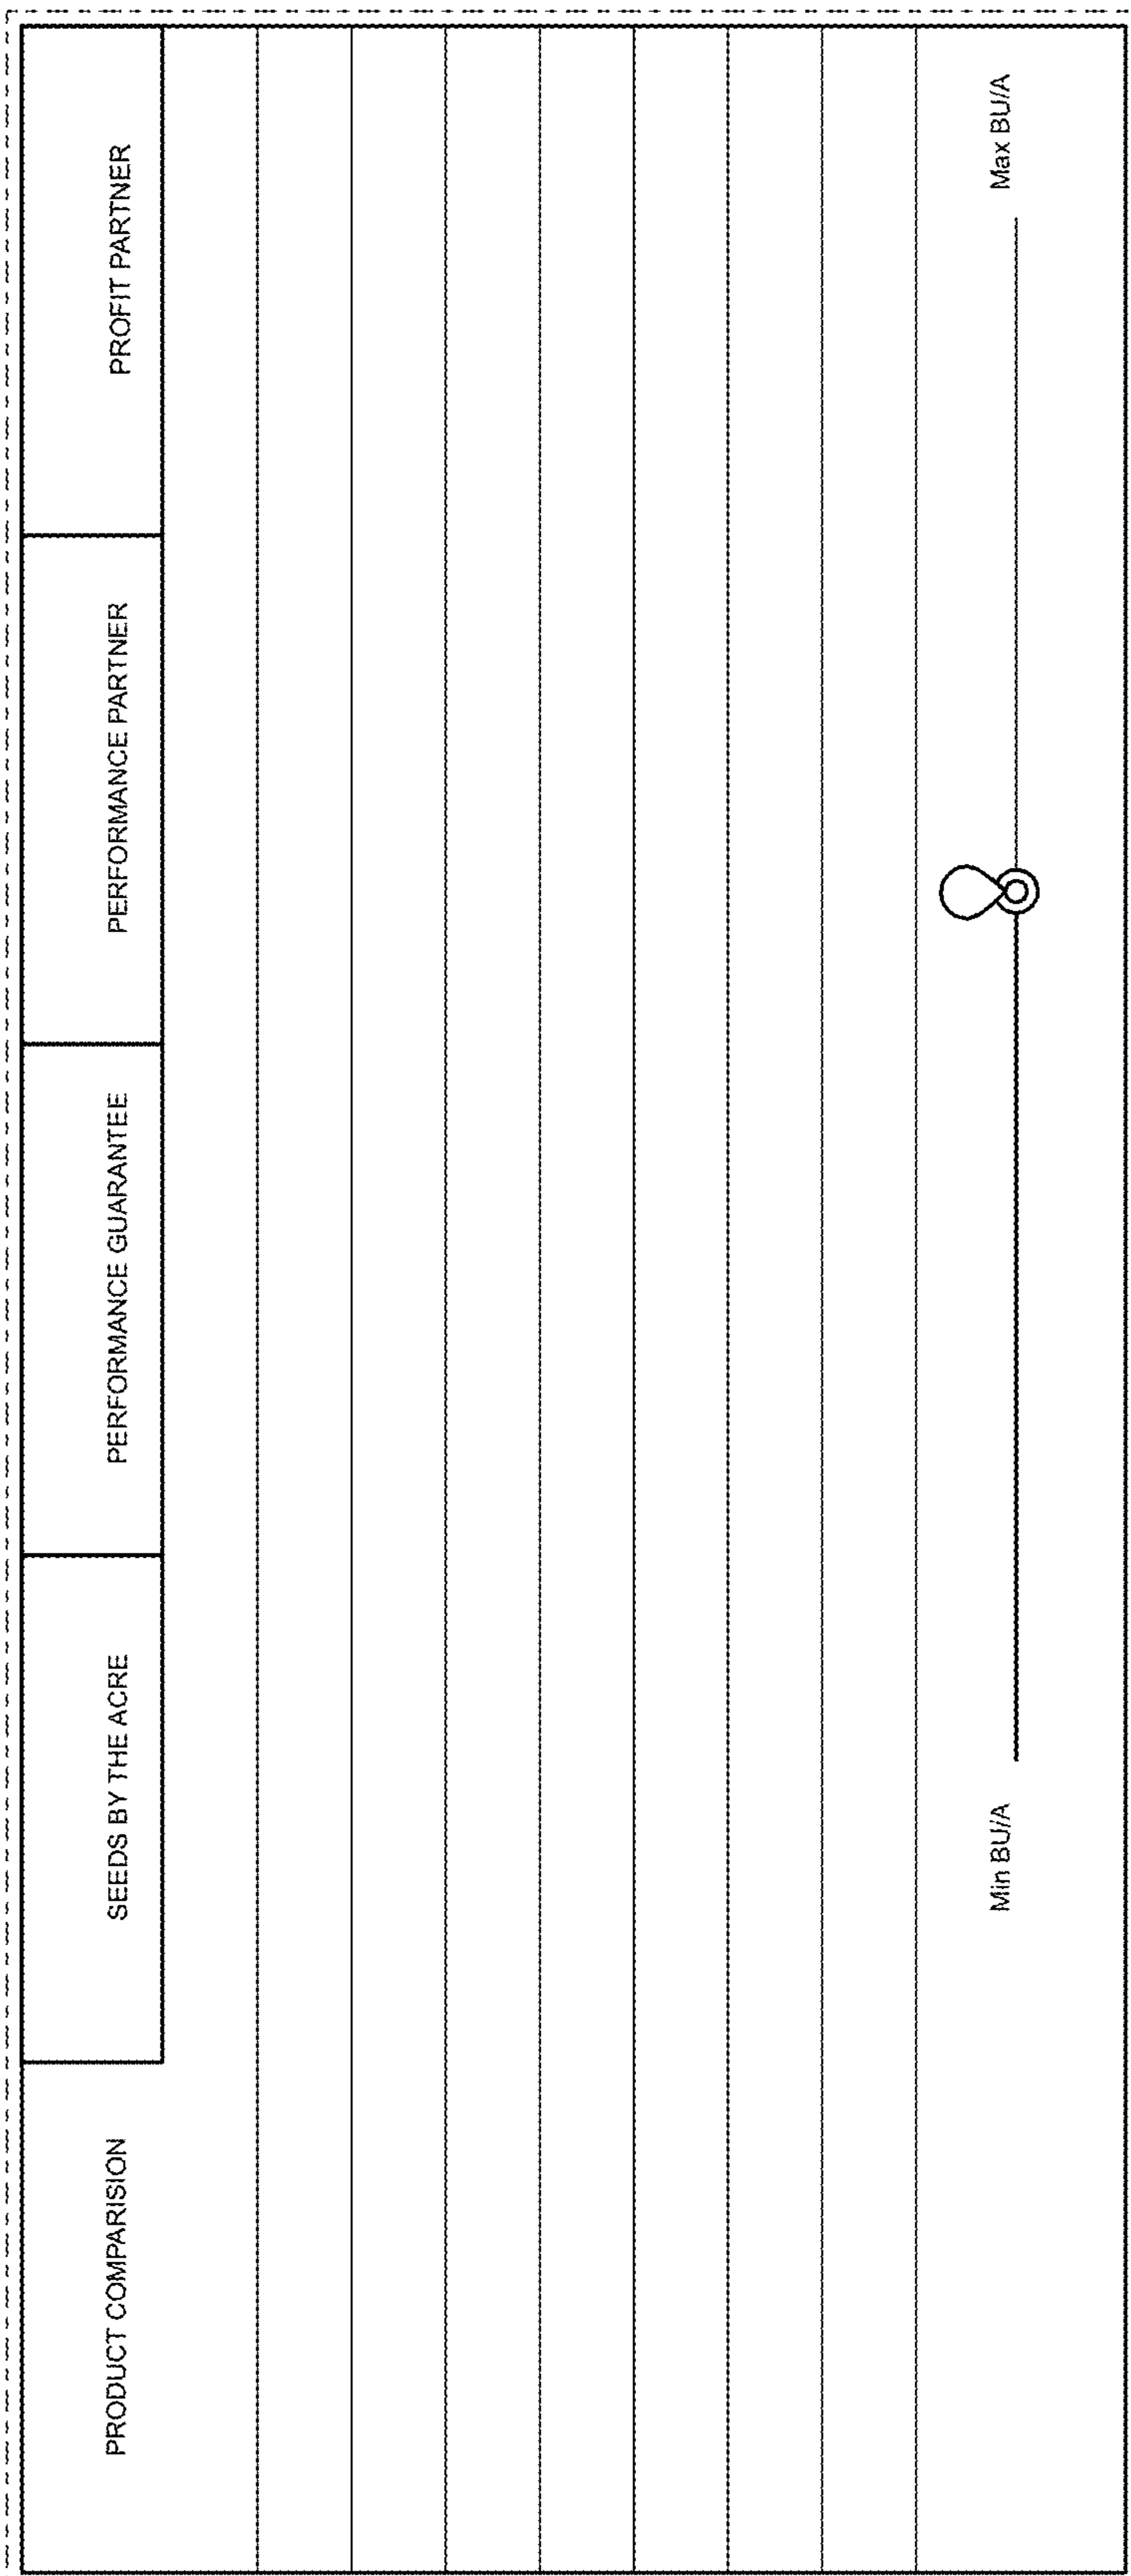 PRODUCT COMPARISION
SEEDS BY THE ACRE
PERFORMANCE GUARANTEE
PERFORMANCE PARTNER
PROFIT PARTNER
Min BU/A
Max BU/A